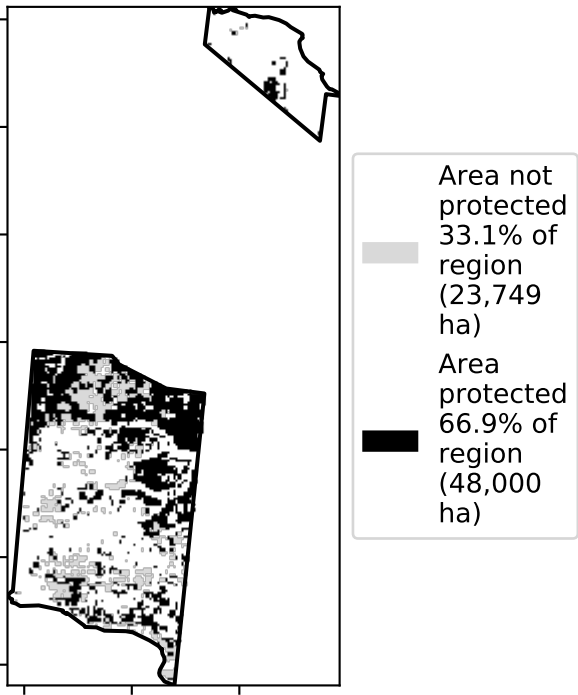 Area not
protected
33.1% of
region
(23,749
ha)
Area
protected
66.9% of
region
(48,000
ha)